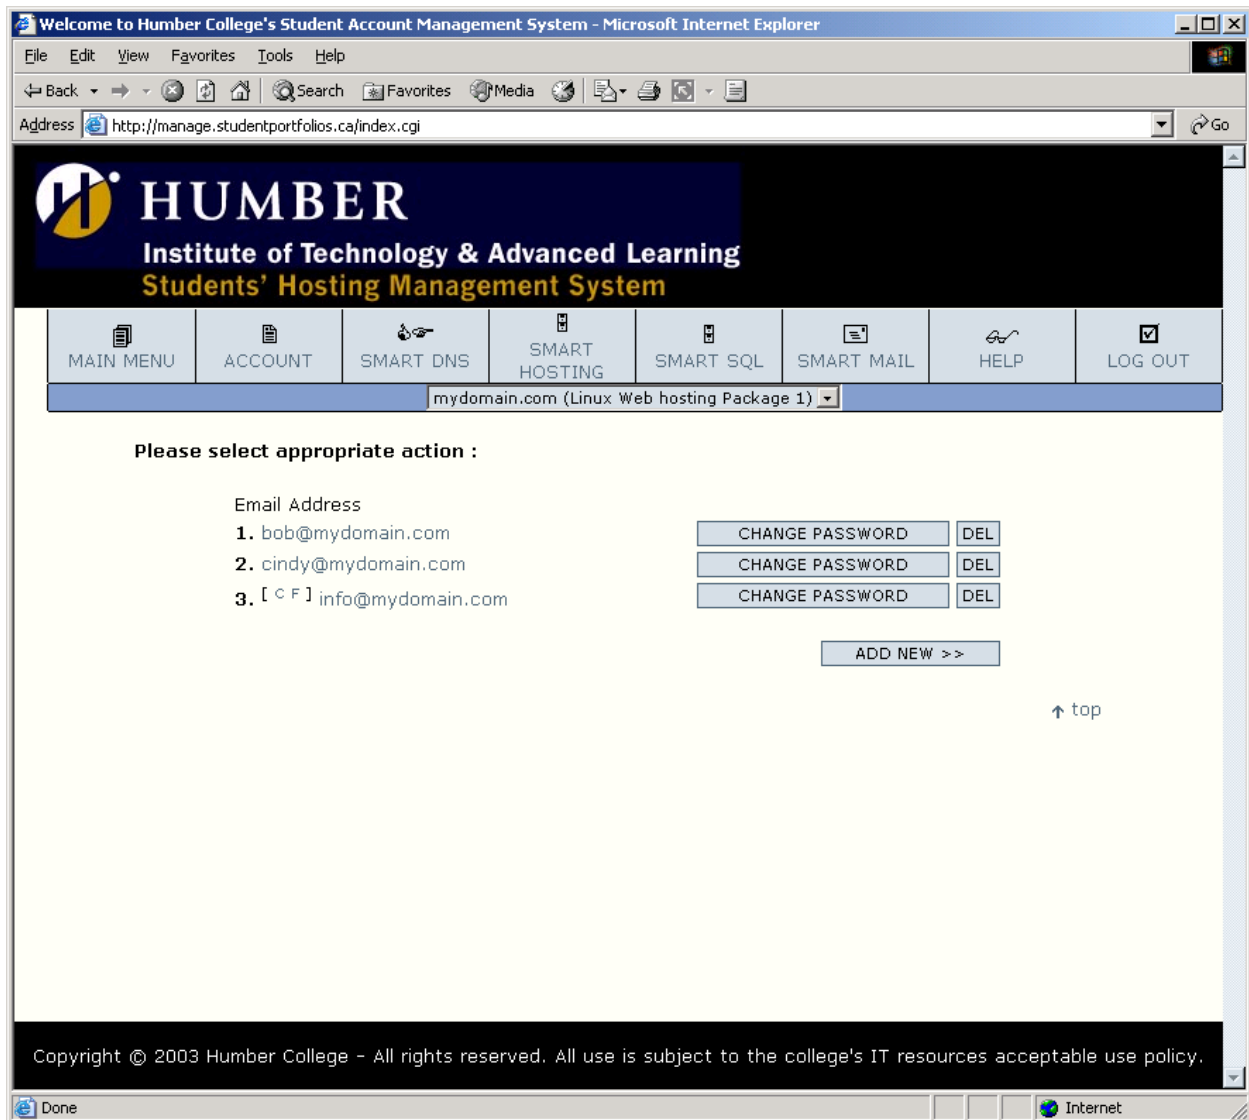 Welcome to Humber College's Student Account Management System - Microsoft Internet Explorer
File Edit View Favorites Tools Help
Back Search Favorites Media
Address http://manage.studentportfolios.ca/index.cgi Go
HUMBER
Institute of Technology & Advanced Learning
Students' Hosting Management System
MAIN MENU ACCOUNT SMART DNS SMART HOSTING SMART SQL SMART MAIL HELP LOG OUT
mydomain.com (Linux Web hosting Package 1)
Please select appropriate action :
Email Address
1. bob@mydomain.com CHANGE PASSWORD DEL
2. cindy@mydomain.com CHANGE PASSWORD DEL
3. [ C F ] info@mydomain.com CHANGE PASSWORD DEL
ADD NEW >>
↑ top
Copyright © 2003 Humber College - All rights reserved. All use is subject to the college's IT resources acceptable use policy.
Done Internet